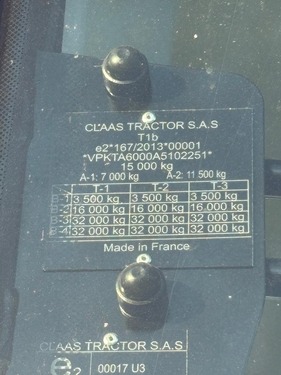 CLAAS TRACTOR S.A.S
T1b
e2*167/2013*00001
*VPKTA6000A5102251*
15 000 kg
A-1: 7 000 kg A-2: 11 500 kg
T-1 T-2 T-3
B-1 3 500 kg 3 500 kg 3 500 kg
B-2 16 000 kg 16 000 kg 16 000 kg
B-3 32 000 kg 32 000 kg 32 000 kg
B-4 32 000 kg 32 000 kg 32 000 kg
Made in France
CLAAS TRACTOR S.A.S
e 2 00017 U3